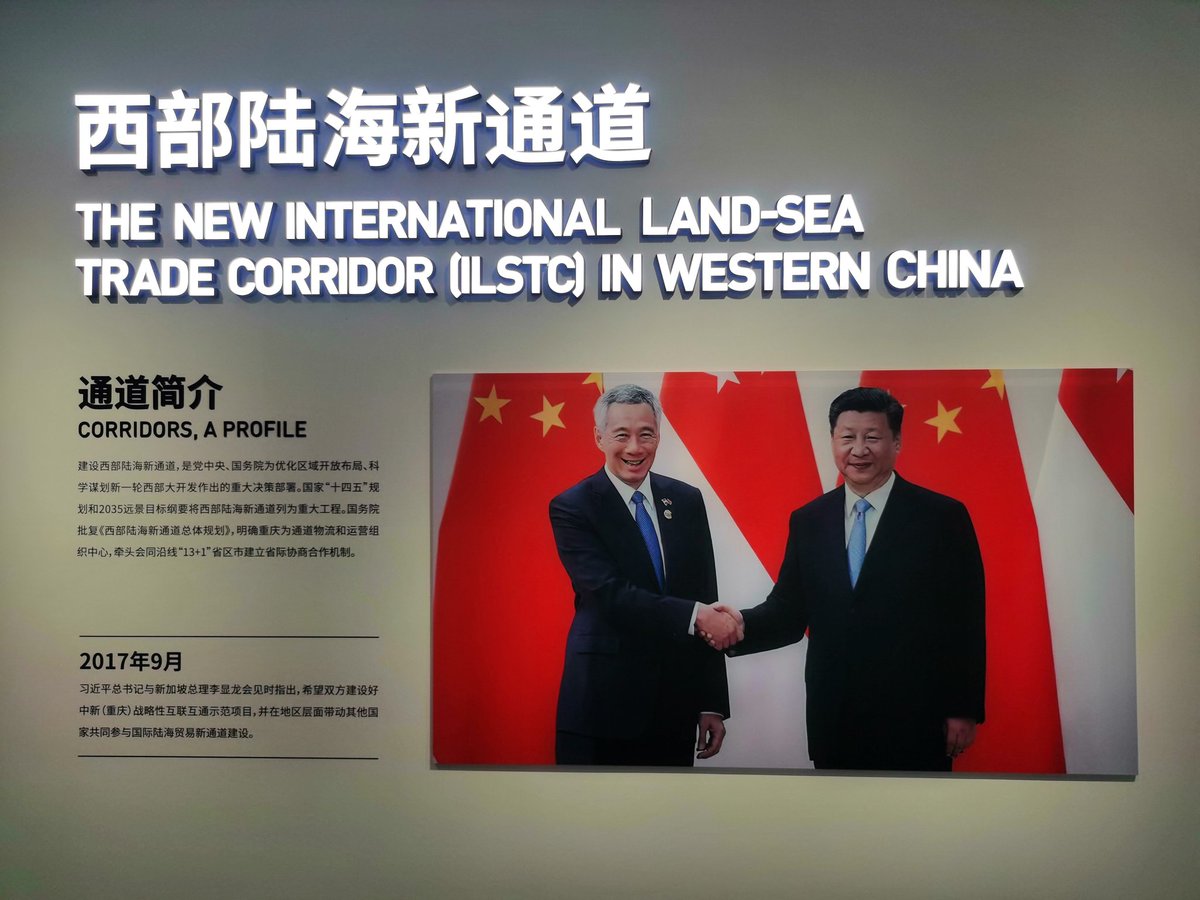 西部陆海新通道
THE NEW INTERNATIONAL LAND-SEA
TRADE CORRIDOR (ILSTC) IN WESTERN CHINA
通道简介
CORRIDORS, A PROFILE
建设西部陆海新通道，是党中央、国务院为优化区域开放布局、科
学谋划新一轮西部大开发作出的重大决策部署。国家“十四五”规
划和2035远景目标纲要将西部陆海新通道列为重大工程。国务院
批复《西部陆海新通道总体规划》，明确重庆为通道物流和运营组
织中心，牵头会同沿线“13+1”省区市建立省际协商合作机制。
2017年9月
习近平总书记与新加坡总理李显龙会见时指出，希望双方建设好
中新（重庆）战略性互联互通示范项目，并在地区层面带动其他国
家共同参与国际陆海贸易新通道建设。